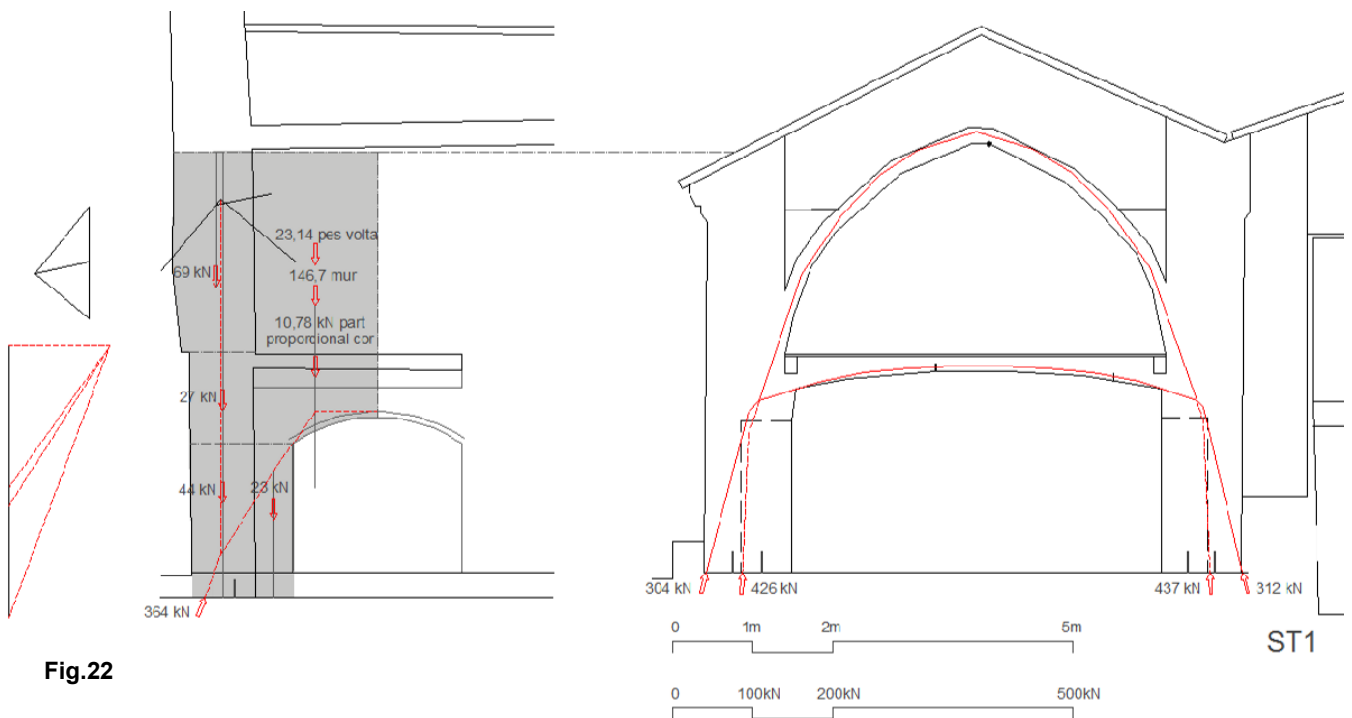 23,14 pes volta
69 kN
146,7 mur
10,78 kN part
proporcional cor
27 kN
44 kN
23 kN
364 kN
304 kN
426 kN
437 kN
312 kN
0 1m 2m 5m
ST1
Fig.22
0 100kN 200kN 500kN